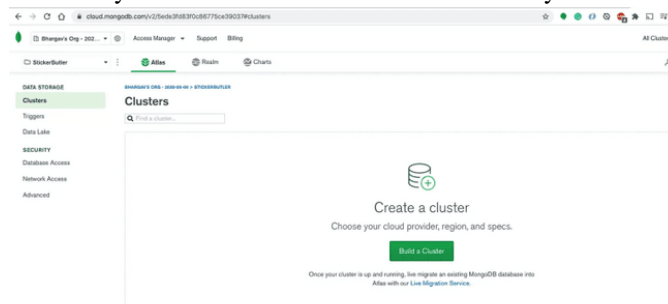 cloud.mongodb.com/v2/5ede3fd83f0c88775ce39037#clusters
Bhargav's Org - 202... Access Manager Support Billing All Cluster
StickerButler Atlas Realm Charts
DATA STORAGE
Clusters
Triggers
Data Lake
SECURITY
Database Access
Network Access
Advanced
BHARGAV'S ORG - 2020-06-08 > STICKERBUTLER
Clusters
Find a cluster...
Create a cluster
Choose your cloud provider, region, and specs.
Build a Cluster
Once your cluster is up and running, live migrate an existing MongoDB database into
Atlas with our Live Migration Service.